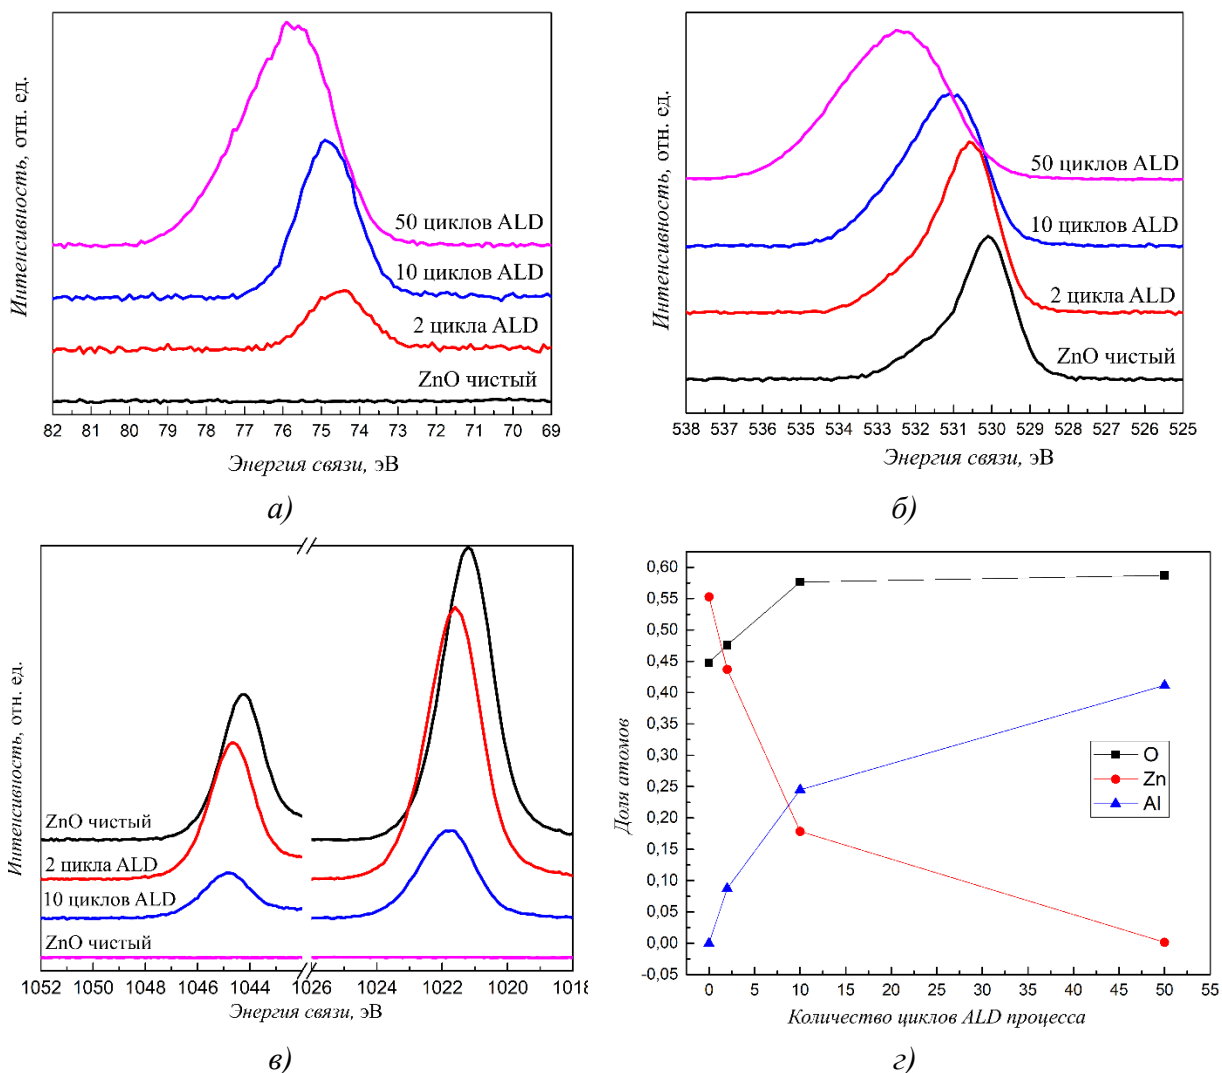 Интенсивность, отн. ед.
50 циклов ALD
10 циклов ALD
2 цикла ALD
ZnO чистый
82 81 80 79 78 77 76 75 74 73 72 71 70 69
Энергия связи, эВ
а)
Интенсивность, отн. ед.
50 циклов ALD
10 циклов ALD
2 цикла ALD
ZnO чистый
538 537 536 535 534 533 532 531 530 529 528 527 526 525
Энергия связи, эВ
б)
Интенсивность, отн. ед.
ZnO чистый
2 цикла ALD
10 циклов ALD
ZnO чистый
1052 1050 1048 1046 1044 1026 1024 1022 1020 1018
Энергия связи, эВ
в)
Доля атомов
0,60
0,55
0,50
0,45
0,40
0,35
0,30
0,25
0,20
0,15
0,10
0,05
0,00
-0,05
O
Zn
Al
0 5 10 15 20 25 30 35 40 45 50 55
Количество циклов ALD процесса
г)